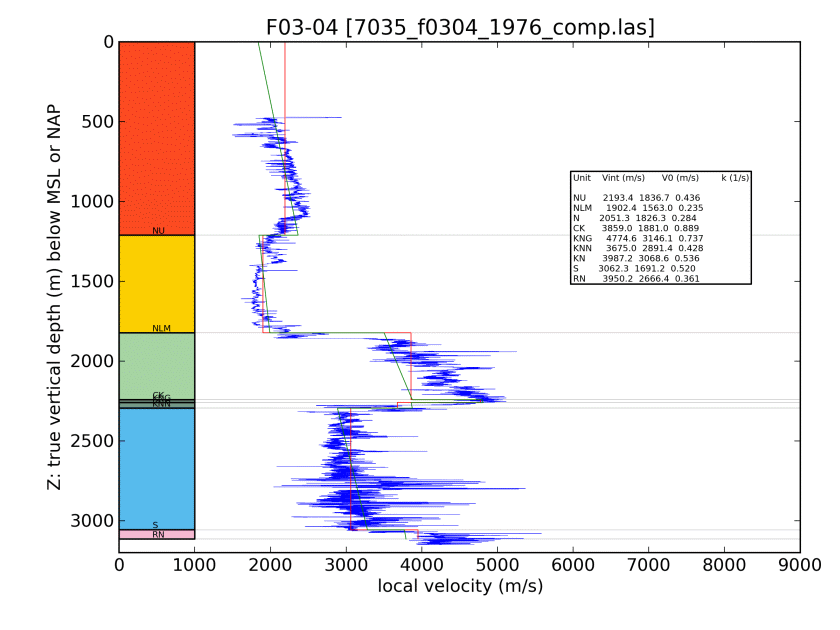 F03-04 [7035_f0304_1976_comp.las]
Z: true vertical depth (m) below MSL or NAP
0
500
1000
1500
2000
2500
3000
NU
NLM
CK
KNN
S
RN
Unit Vint (m/s) V0 (m/s) k (1/s)
NU 2193.4 1836.7 0.436
NLM 1902.4 1563.0 0.235
N 2051.3 1826.3 0.284
CK 3859.0 1881.0 0.889
KNG 4774.6 3146.1 0.737
KNN 3675.0 2891.4 0.428
KN 3987.2 3068.6 0.536
S 3062.3 1691.2 0.520
RN 3950.2 2666.4 0.361
0 1000 2000 3000 4000 5000 6000 7000 8000 9000
local velocity (m/s)